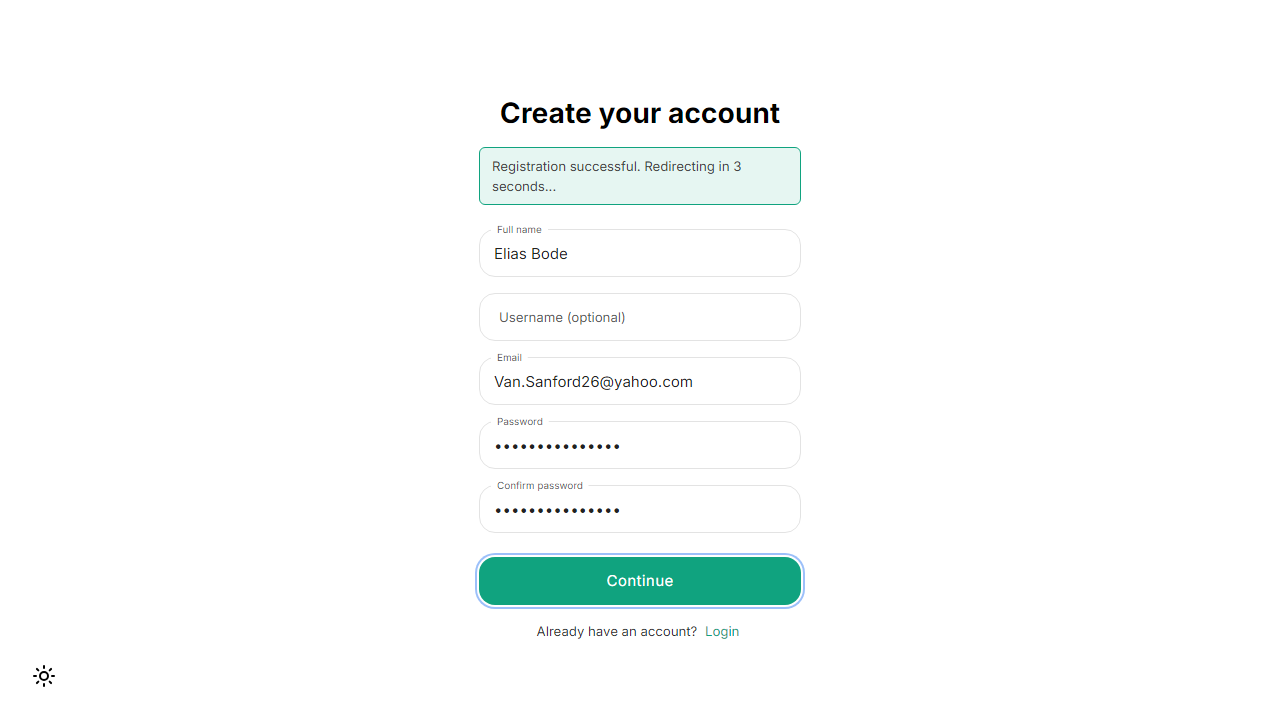 Create your account
Registration successful. Redirecting in 3
seconds...
Full name
Elias Bode
Username (optional)
Email
Van.Sanford26@yahoo.com
Password
•••••••••••••••
Confirm password
•••••••••••••••
Continue
Already have an account? Login